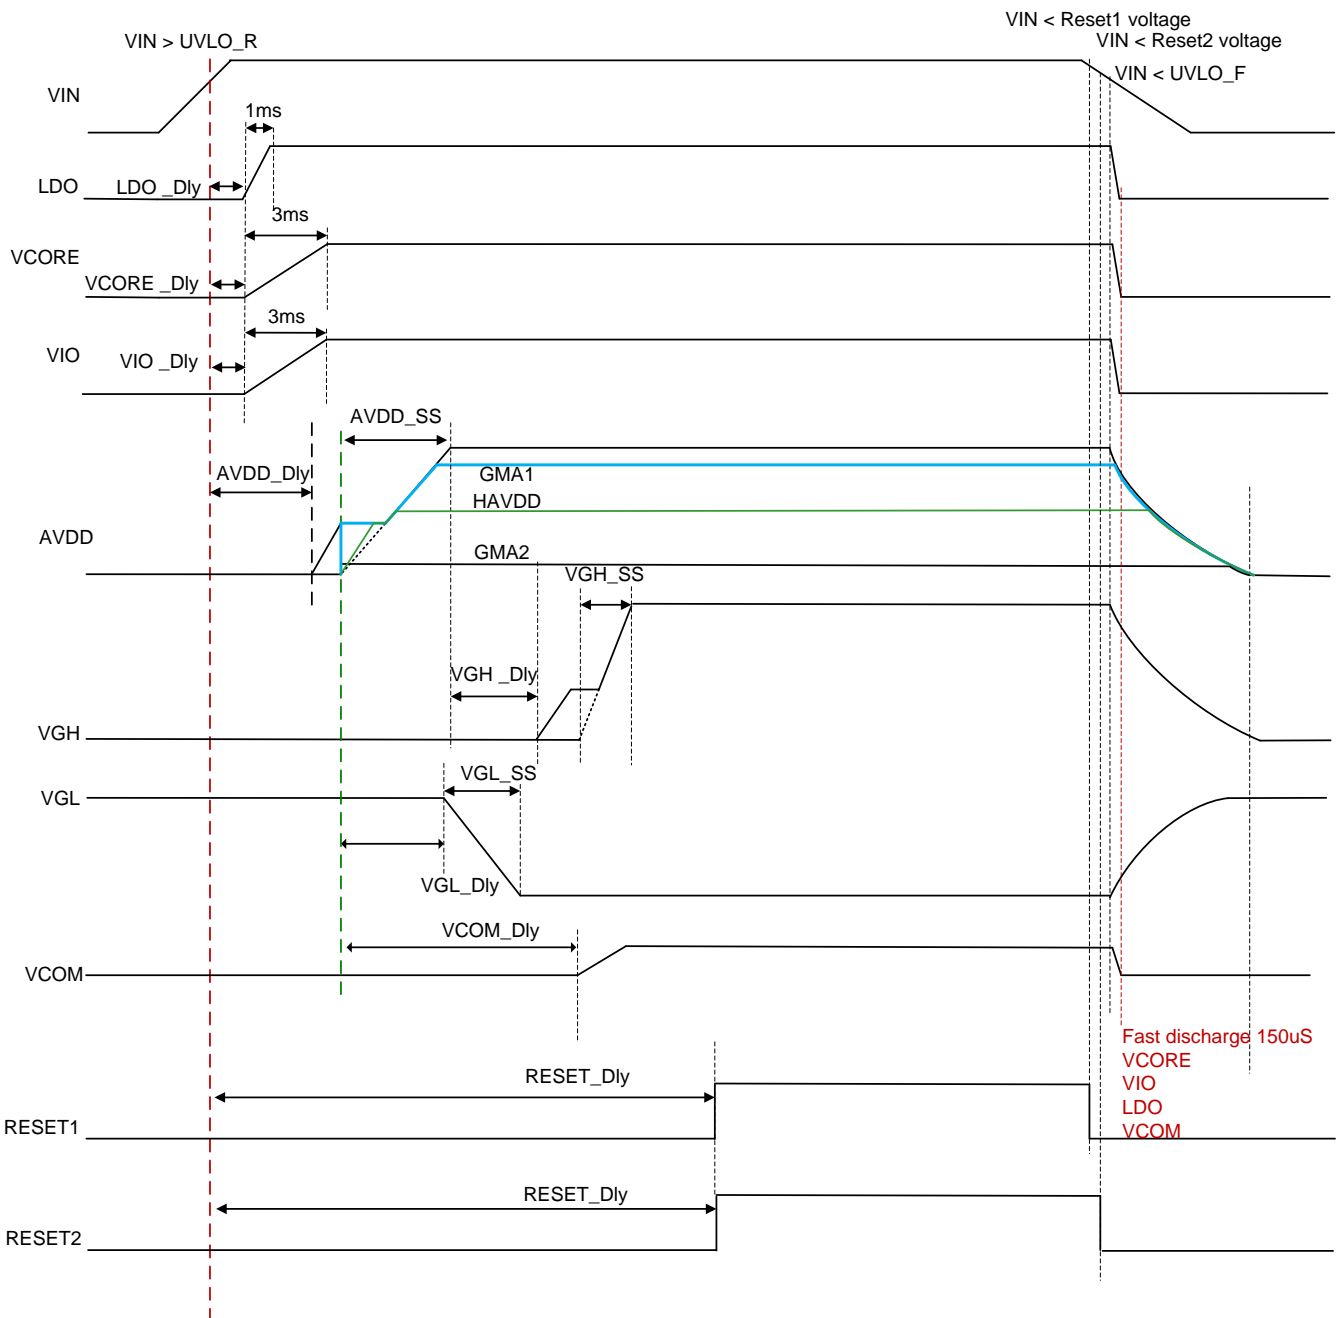 VIN < Reset1 voltage
VIN > UVLO_R
VIN < Reset2 voltage
VIN < UVLO_F
VIN
1ms
LDO
LDO _Dly
3ms
VCORE
VCORE _Dly
3ms
VIO
VIO _Dly
AVDD_SS
AVDD_Dly
GMA1
HAVDD
AVDD
GMA2
VGH_SS
VGH _Dly
VGH
VGL_SS
VGL
VGL_Dly
VCOM_Dly
VCOM
Fast discharge 150uS
VCORE
VIO
LDO
VCOM
RESET_Dly
RESET1
RESET_Dly
RESET2